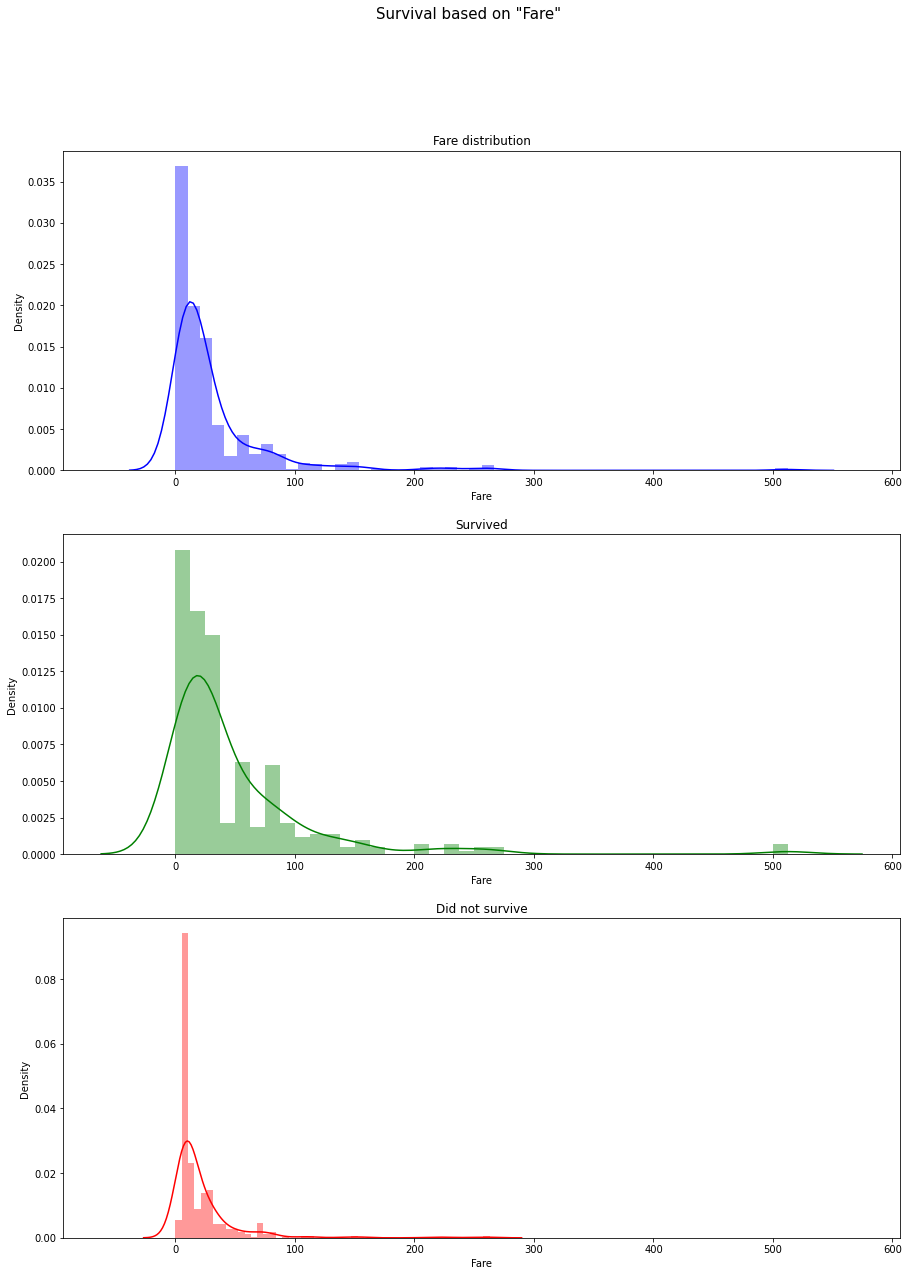 Survival based on "Fare"
Fare distribution
0.035
0.030
0.025
0.020
0.015
0.010
0.005
0.000
Density
0 100 200 300 400 500 600
Fare
Survived
0.0200
0.0175
0.0150
0.0125
0.0100
0.0075
0.0050
0.0025
0.0000
Density
0 100 200 300 400 500 600
Fare
Did not survive
0.08
0.06
0.04
0.02
0.00
Density
0 100 200 300 400 500 600
Fare